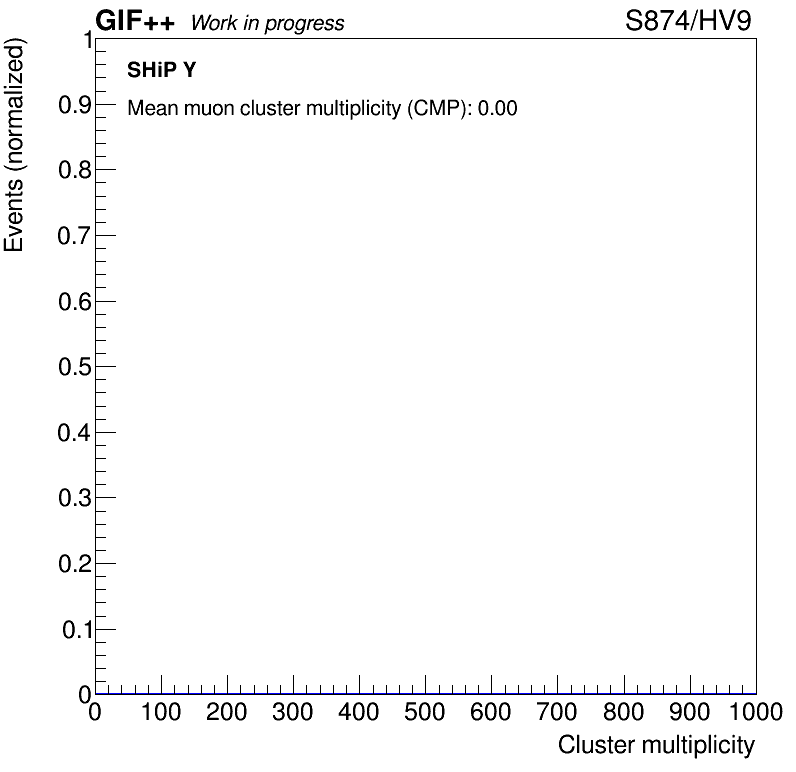 GIF++ Work in progress S874/HV9
Events (normalized)
SHiP Y
Mean muon cluster multiplicity (CMP): 0.00
1
0.9
0.8
0.7
0.6
0.5
0.4
0.3
0.2
0.1
0
0 100 200 300 400 500 600 700 800 900 1000
Cluster multiplicity